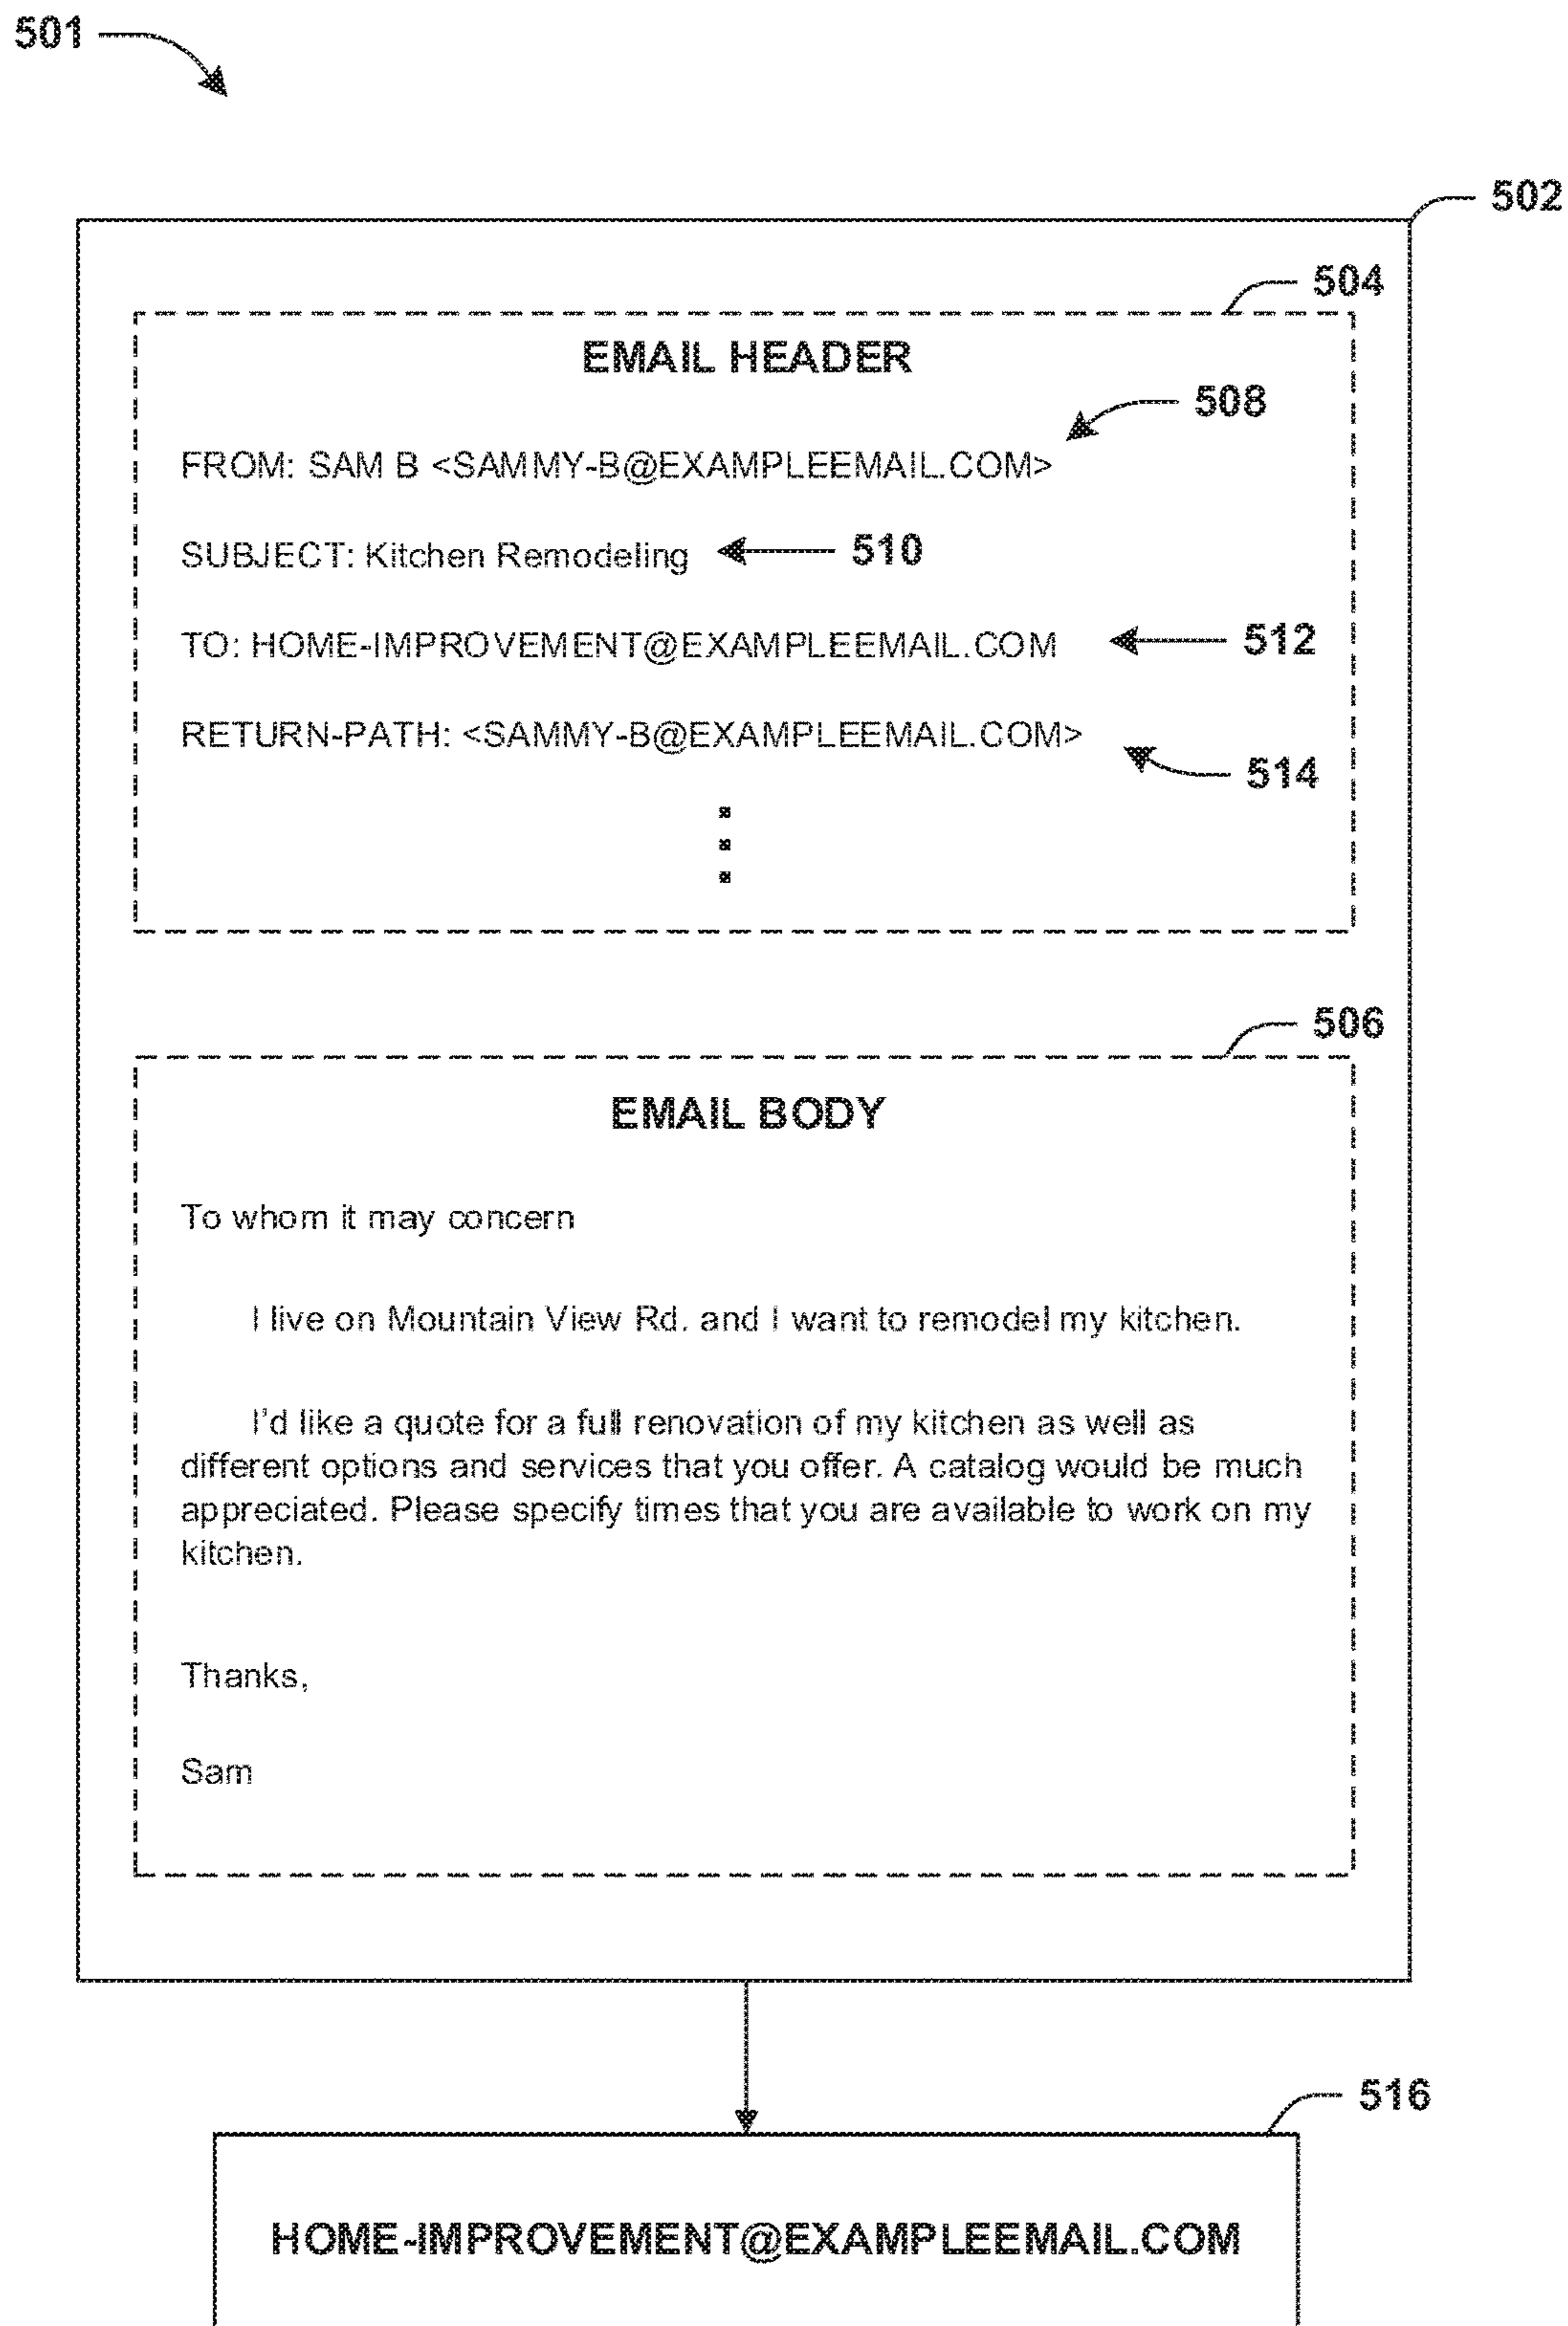 501
502
504
EMAIL HEADER
508
FROM: SAM B <SAMMY-B@EXAMPLEEMAIL.COM>
SUBJECT: Kitchen Remodeling
510
TO: HOME-IMPROVEMENT@EXAMPLEEMAIL.COM
512
RETURN-PATH: <SAMMY-B@EXAMPLEEMAIL.COM>
514
506
EMAIL BODY
To whom it may concern
I live on Mountain View Rd. and I want to remodel my kitchen.
I'd like a quote for a full renovation of my kitchen as well as
different options and services that you offer. A catalog would be much
appreciated. Please specify times that you are available to work on my
kitchen.
Thanks,
Sam
516
HOME-IMPROVEMENT@EXAMPLEEMAIL.COM